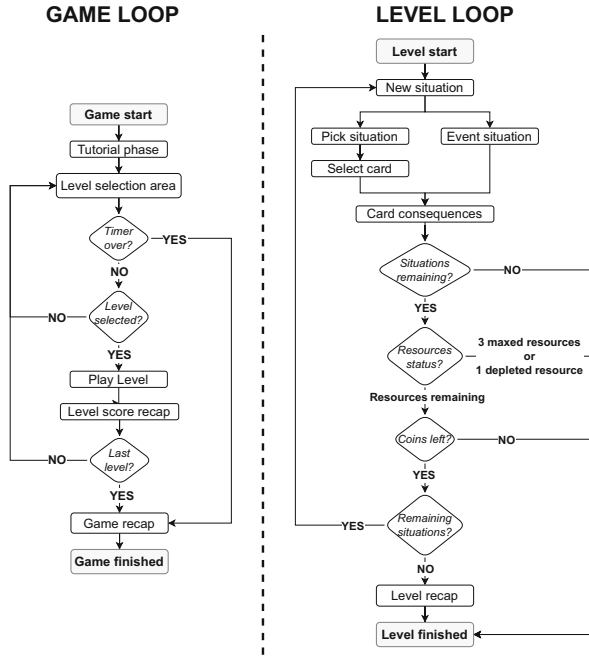 GAME LOOP
Game start
Tutorial phase
Level selection area
Timer
over?
YES
NO
Level
selected?
NO
YES
Play Level
Level score recap
Last
level?
NO
YES
Game recap
Game finished
LEVEL LOOP
Level start
New situation
Pick situation
Event situation
Select card
Card consequences
Situations
remaining?
NO
YES
Resources
status?
3 maxed resources
or
1 depleted resource
Resources remaining
Coins left?
NO
YES
Remaining
situations?
YES
NO
Level recap
Level finished